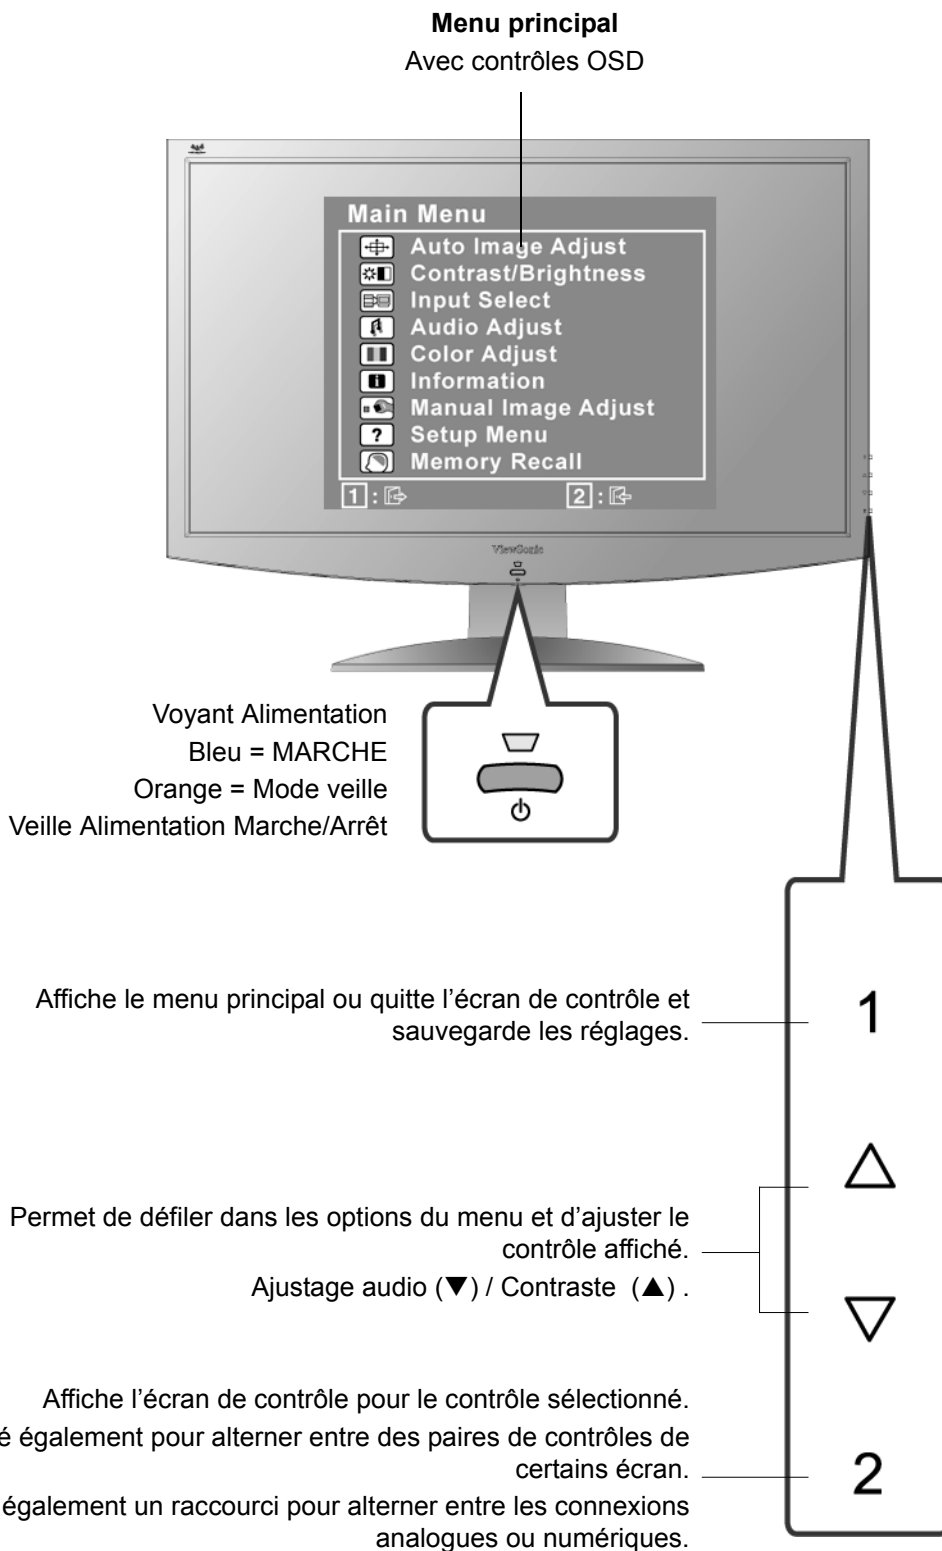 Menu principal
Avec contrôles OSD
Main Menu
Auto Image Adjust
Contrast/Brightness
Input Select
Audio Adjust
Color Adjust
Information
Manual Image Adjust
? Setup Menu
Memory Recall
1 : 2 :
ViewSonic
Voyant Alimentation
Bleu = MARCHE
Orange = Mode veille
Veille Alimentation Marche/Arrêt
Affiche le menu principal ou quitte l’écran de contrôle et
sauvegarde les réglages.
1
Permet de défiler dans les options du menu et d’ajuster le
contrôle affiché.
Ajustage audio (▼) / Contraste (▲) .
Affiche l’écran de contrôle pour le contrôle sélectionné.
également pour alterner entre des paires de contrôles de
certains écran.
2
également un raccourci pour alterner entre les connexions
analogues ou numériques.